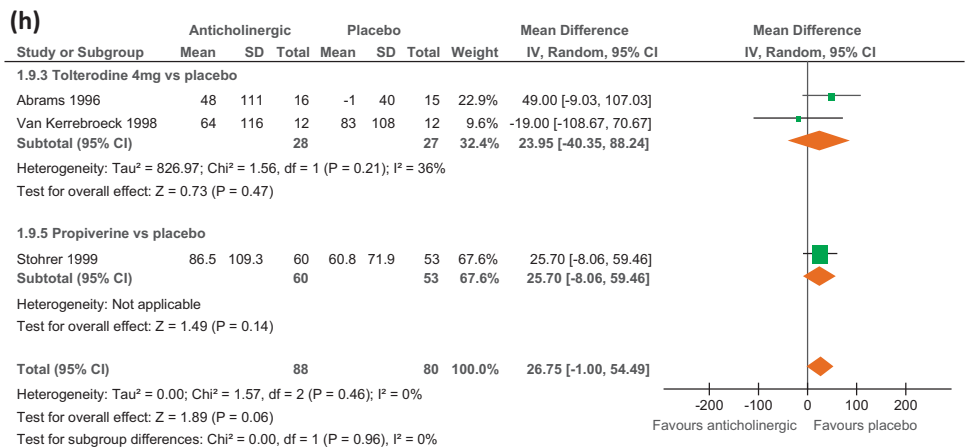 (h)
Anticholinergic Placebo Mean Difference Mean Difference
Study or Subgroup Mean SD Total Mean SD Total Weight IV, Random, 95% CI IV, Random, 95% CI
1.9.3 Tolterodine 4mg vs placebo
Abrams 1996 48 111 16 -1 40 15 22.9% 49.00 [-9.03, 107.03]
Van Kerrebroeck 1998 64 116 12 83 108 12 9.6% -19.00 [-108.67, 70.67]
Subtotal (95% CI) 28 27 32.4% 23.95 [-40.35, 88.24]
Heterogeneity: Tau² = 826.97; Chi² = 1.56, df = 1 (P = 0.21); I² = 36%
Test for overall effect: Z = 0.73 (P = 0.47)
1.9.5 Propiverine vs placebo
Stohrer 1999 86.5 109.3 60 60.8 71.9 53 67.6% 25.70 [-8.06, 59.46]
Subtotal (95% CI) 60 53 67.6% 25.70 [-8.06, 59.46]
Heterogeneity: Not applicable
Test for overall effect: Z = 1.49 (P = 0.14)
Total (95% CI) 88 80 100.0% 26.75 [-1.00, 54.49]
Heterogeneity: Tau² = 0.00; Chi² = 1.57, df = 2 (P = 0.46); I² = 0%
Test for overall effect: Z = 1.89 (P = 0.06)
Test for subgroup differences: Chi² = 0.00, df = 1 (P = 0.96), I² = 0%
-200 -100 0 100 200
Favours anticholinergic Favours placebo